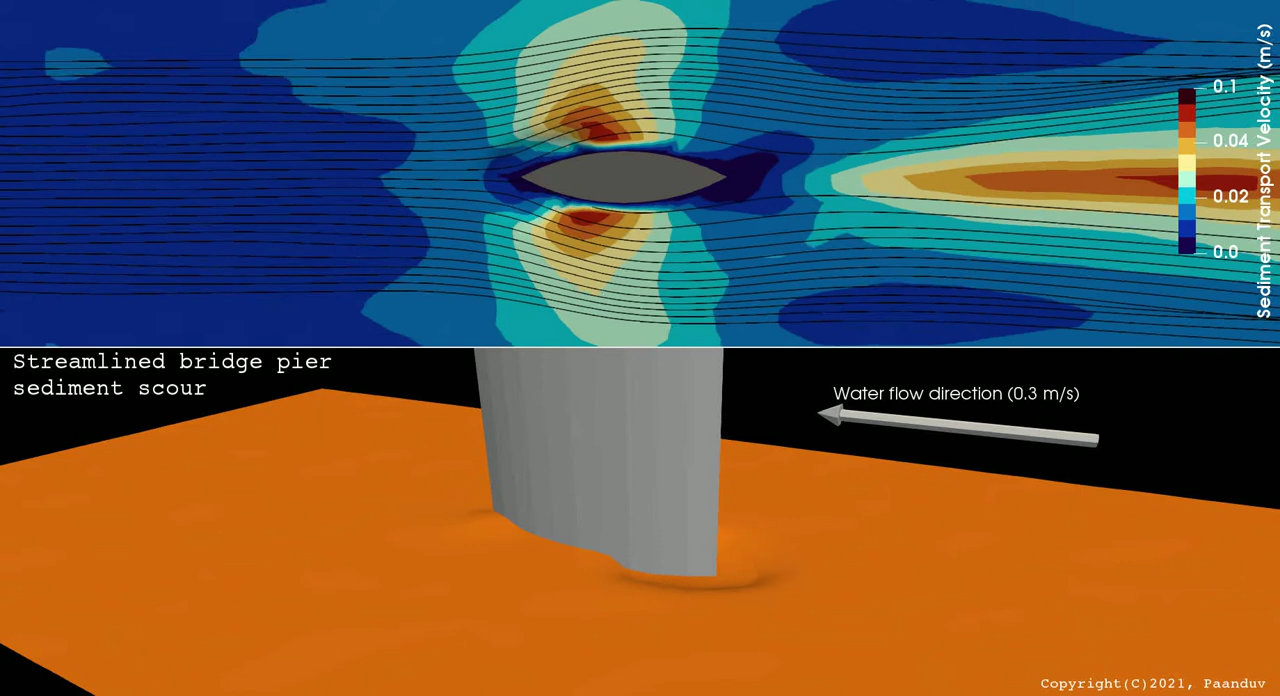 0.1
0.04
0.02
0.0
Sediment Transport Velocity (m/s)
Streamlined bridge pier
sediment scour
Water flow direction (0.3 m/s)
Copyright(C)2021, Paanduv